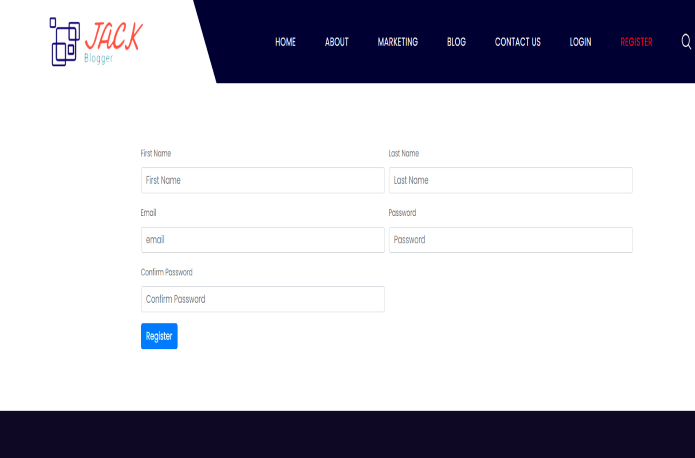 JACK
Blogger
HOME ABOUT MARKETING BLOG CONTACT US LOGIN REGISTER
First Name Last Name
First Name Last Name
Email Password
email Password
Confirm Password
Confirm Password
Register